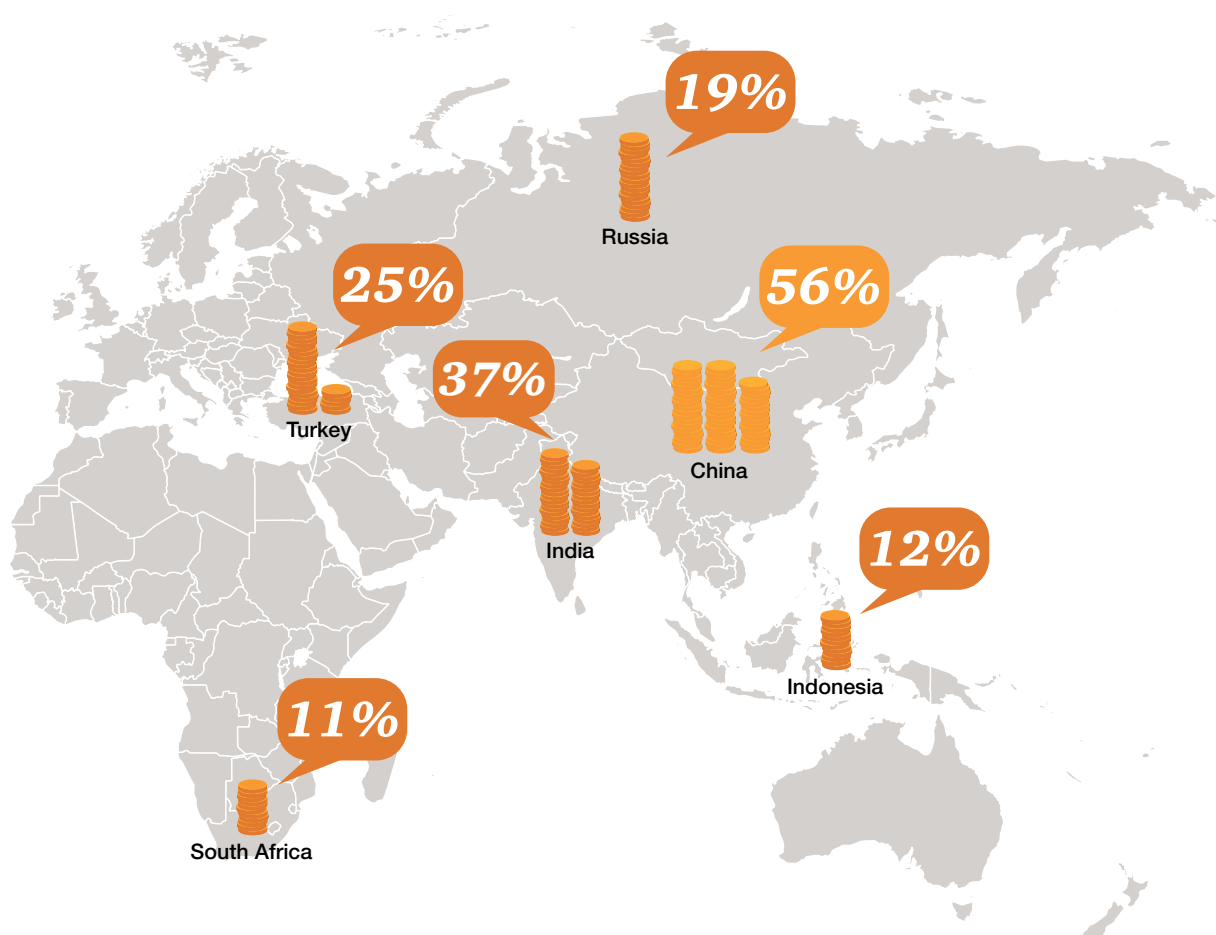 19%
Russia
25%
Turkey
56%
China
37%
India
12%
Indonesia
11%
South Africa